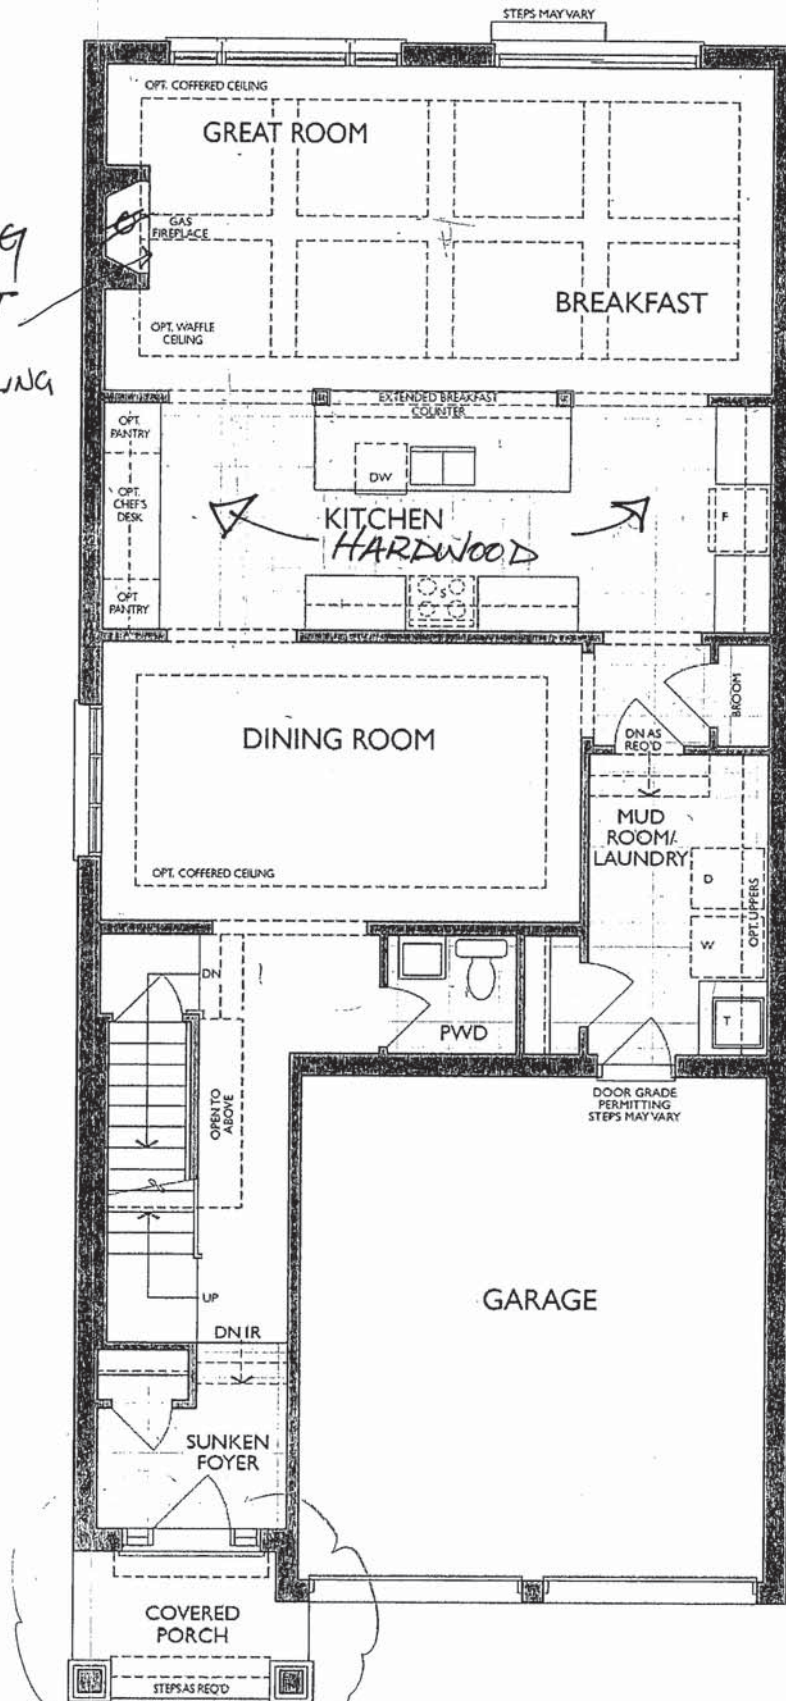 STEPS MAY VARY
OPT. COFFERED CEILING
GREAT ROOM
GAS
FIREPLACE
BREAKFAST
OPT. WAFFLE
CEILING
EXTENDED BREAKFAST
COUNTER
OPT.
PANTRY
DW
OPT.
CHEF'S
DESK
F
KITCHEN
HARDWOOD
OPT
PANTRY
S
BROOM
DINING ROOM
DN AS
REQ'D
MUD
ROOM/
LAUNDRY
D
OPT. UPPERS
OPT. COFFERED CEILING
W
DN
T
PWD
OPEN TO
ABOVE
DOOR GRADE
PERMITTING
STEPS MAY VARY
UP
GARAGE
DN IR
SUNKEN
FOYER
COVERED
PORCH
STEPS AS REQ'D